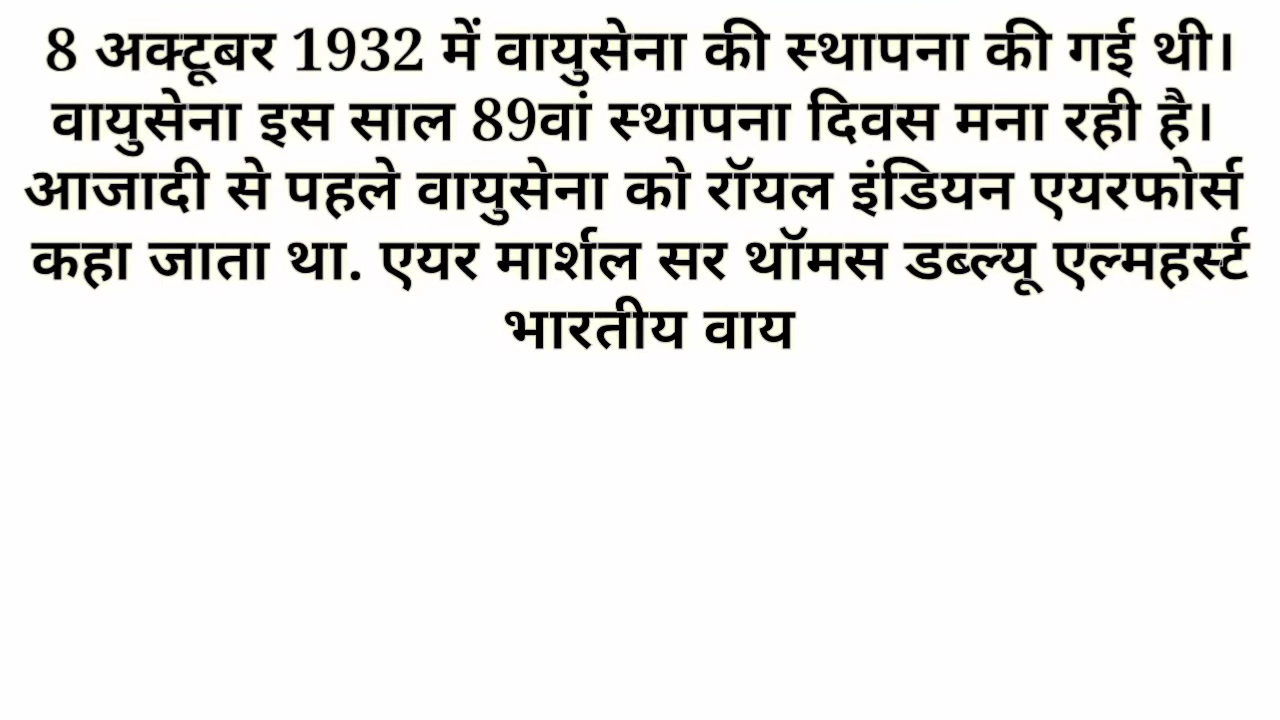 8 अक्टूबर 1932 में वायुसेना की स्थापना की गई थी।
वायुसेना इस साल 89वां स्थापना दिवस मना रही है।
आजादी से पहले वायुसेना को रॉयल इंडियन एयरफोर्स
कहा जाता था. एयर मार्शल सर थॉमस डब्ल्यू एल्महर्स्ट
भारतीय वाय